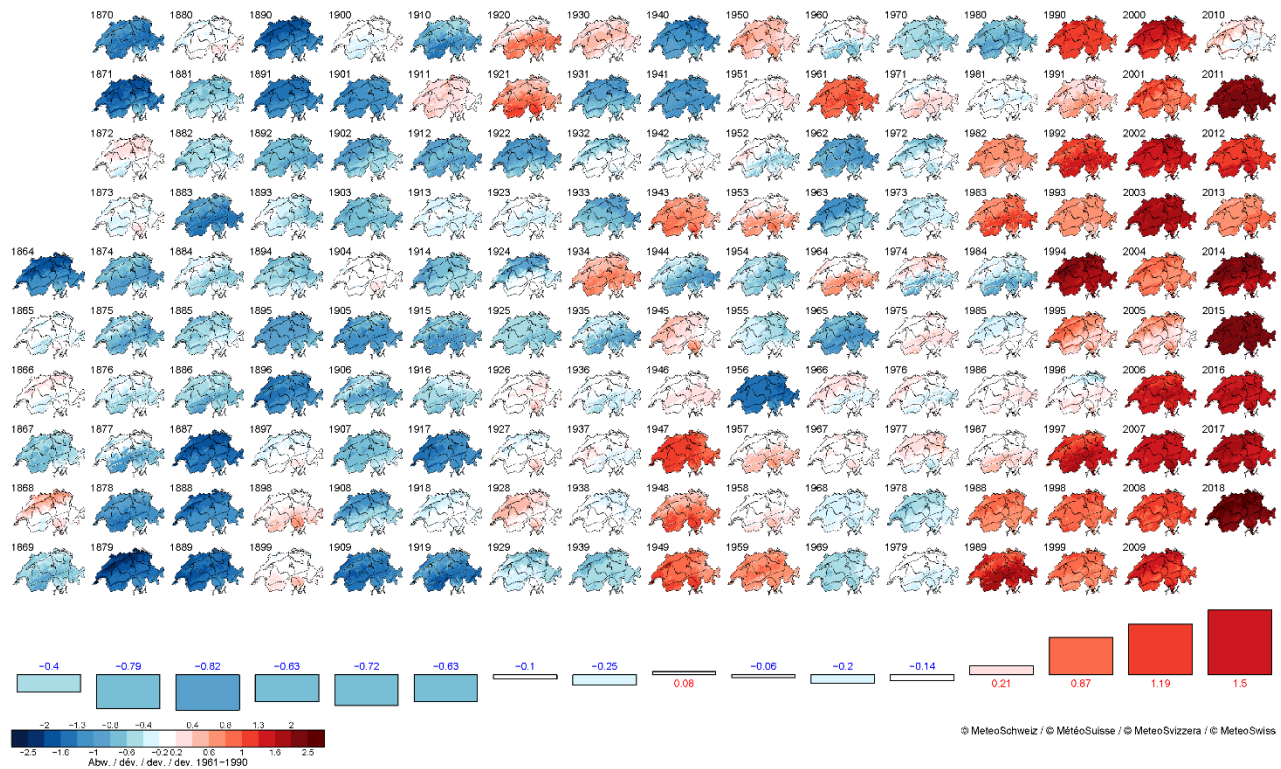 1870 1880 1890 1900 1910 1920 1930 1940 1950 1960 1970 1980 1990 2000 2010
1871 1881 1891 1901 1911 1921 1931 1941 1951 1961 1971 1981 1991 2001 2011
1872 1882 1892 1902 1912 1922 1932 1942 1952 1962 1972 1982 1992 2002 2012
1873 1883 1893 1903 1913 1923 1933 1943 1953 1963 1973 1983 1993 2003 2013
1864 1874 1884 1894 1904 1914 1924 1934 1944 1954 1964 1974 1984 1994 2004 2014
1865 1875 1885 1895 1905 1915 1925 1935 1945 1955 1965 1975 1985 1995 2005 2015
1866 1876 1886 1896 1906 1916 1926 1936 1946 1956 1966 1976 1986 1996 2006 2016
1867 1877 1887 1897 1907 1917 1927 1937 1947 1957 1967 1977 1987 1997 2007 2017
1868 1878 1888 1898 1908 1918 1928 1938 1948 1958 1968 1978 1988 1998 2008 2018
1869 1879 1889 1899 1909 1919 1929 1939 1949 1959 1969 1979 1989 1999 2009
−0.4 −0.79 −0.82 −0.63 −0.72 −0.63 −0.1 −0.25 0.08 −0.06 −0.2 −0.14 0.21 0.87 1.19 1.5
−2 −1.3 −0.8 −0.4 0.4 0.8 1.3 2
−2.5 −1.6 −1 −0.6 −0.2 0.2 0.6 1 1.6 2.5
Abw. / dév. / dev. / dev. 1961−1990
© MeteoSchweiz / © MétéoSuisse / © MeteoSvizzera / © MeteoSwiss